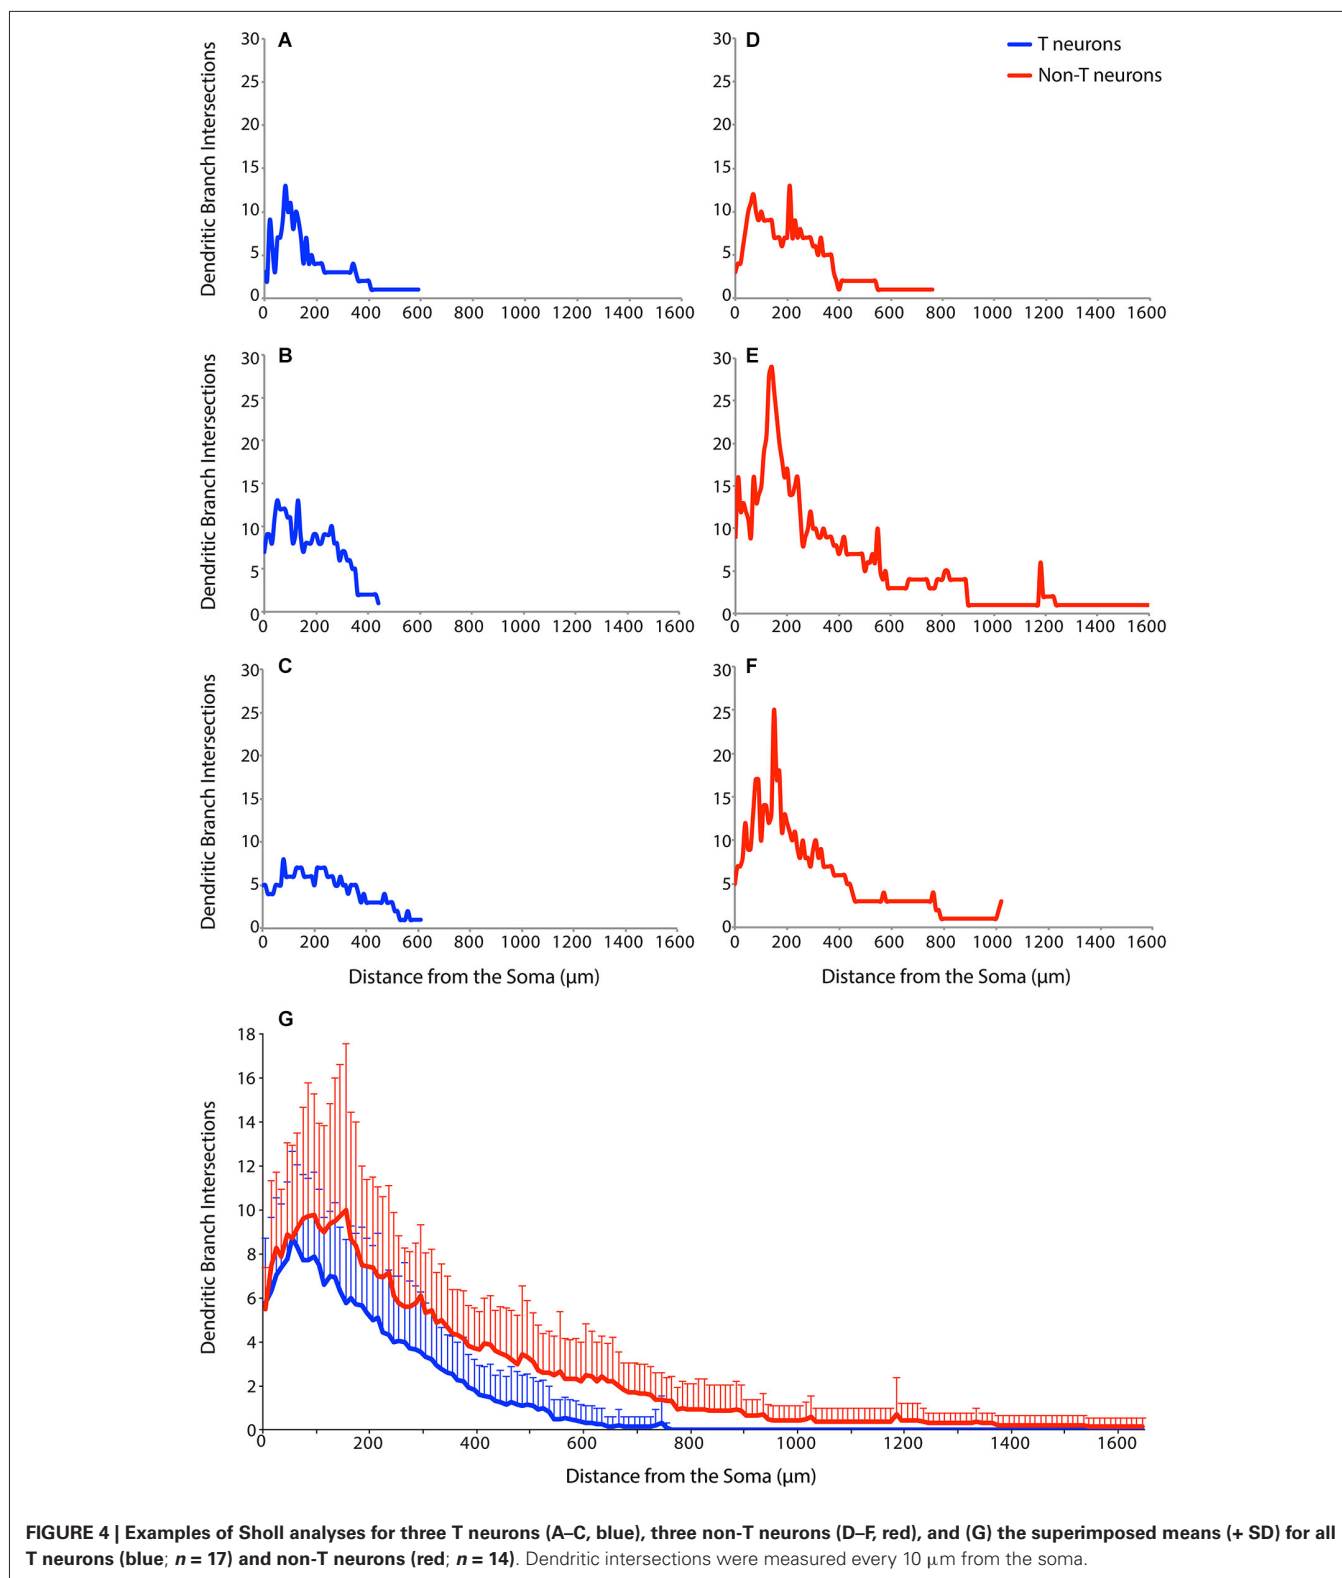 A
30
25
20
15
10
5
0
0 200 400 600 800 1000 1200 1400 1600
Dendritic Branch Intersections
D
30
25
20
15
10
5
0
0 200 400 600 800 1000 1200 1400 1600
T neurons
Non-T neurons
B
30
25
20
15
10
5
0
0 200 400 600 800 1000 1200 1400 1600
Dendritic Branch Intersections
E
30
25
20
15
10
5
0
0 200 400 600 800 1000 1200 1400 1600
C
30
25
20
15
10
5
0
0 200 400 600 800 1000 1200 1400 1600
Dendritic Branch Intersections
Distance from the Soma (μm)
F
30
25
20
15
10
5
0
0 200 400 600 800 1000 1200 1400 1600
Distance from the Soma (μm)
G
18
16
14
12
10
8
6
4
2
0
0 200 400 600 800 1000 1200 1400 1600
Dendritic Branch Intersections
Distance from the Soma (μm)
FIGURE 4 | Examples of Sholl analyses for three T neurons (A–C, blue), three non-T neurons (D–F, red), and (G) the superimposed means (+ SD) for all
T neurons (blue; n = 17) and non-T neurons (red; n = 14). Dendritic intersections were measured every 10 μm from the soma.